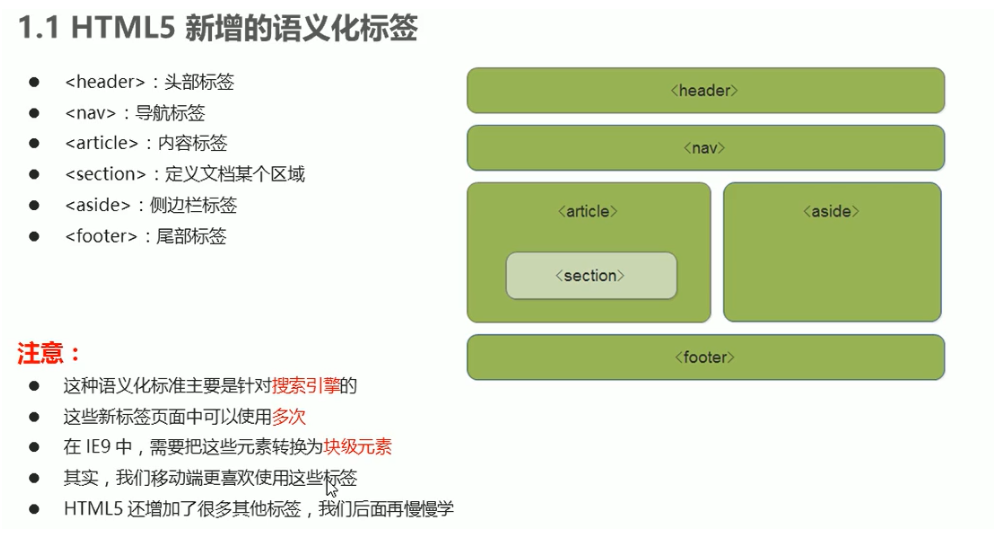 1.1 HTML5 新增的语义化标签
● <header>：头部标签
● <nav>：导航标签
● <article>：内容标签
● <section>：定义文档某个区域
● <aside>：侧边栏标签
● <footer>：尾部标签
<header>
<nav>
<article>
<aside>
<section>
<footer>
注意：
● 这种语义化标准主要是针对搜索引擎的
● 这些新标签页面中可以使用多次
● 在 IE9 中，需要把这些元素转换为块级元素
● 其实，我们移动端更喜欢使用这些标签
● HTML5 还增加了很多其他标签，我们后面再慢慢学